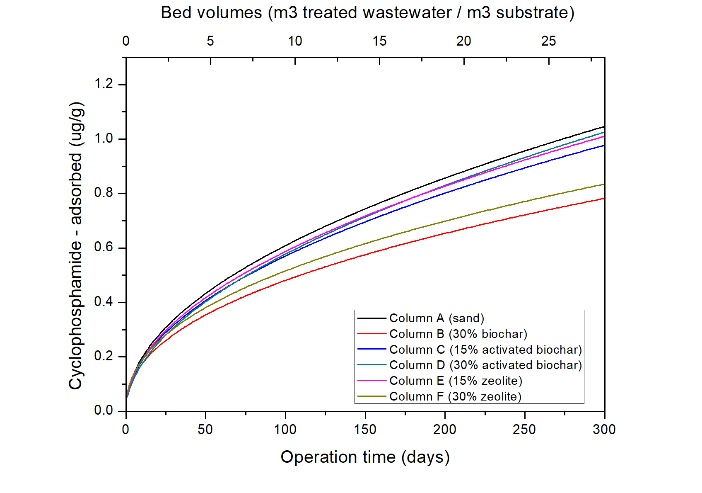 Bed volumes (m3 treated wastewater / m3 substrate)
0 5 10 15 20 25
Cyclophosphamide - adsorbed (ug/g)
1.2
1.0
0.8
0.6
0.4
0.2
0.0
Column A (sand)
Column B (30% biochar)
Column C (15% activated biochar)
Column D (30% activated biochar)
Column E (15% zeolite)
Column F (30% zeolite)
0 50 100 150 200 250 300
Operation time (days)